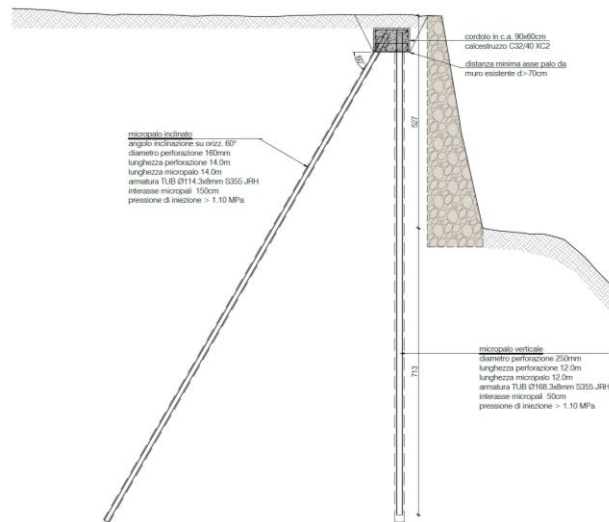 cordolo in c.a. 90x60cm
calcestruzzo C32/40 XC2
distanza minima asse palo da
muro esistente d>70cm
60°
527
micropalo inclinato
angolo inclinazione su orizz. 60°
diametro perforazione 160mm
lunghezza perforazione 14.0m
lunghezza micropalo 14.0m
armatura TUB Ø114.3x8mm S355 JRH
interasse micropali 150cm
pressione di iniezione > 1.10 MPa
713
micropalo verticale
diametro perforazione 250mm
lunghezza perforazione 12.0m
lunghezza micropalo 12.0m
armatura TUB Ø168.3x8mm S355 JRH
interasse micropali 50cm
pressione di iniezione > 1.10 MPa